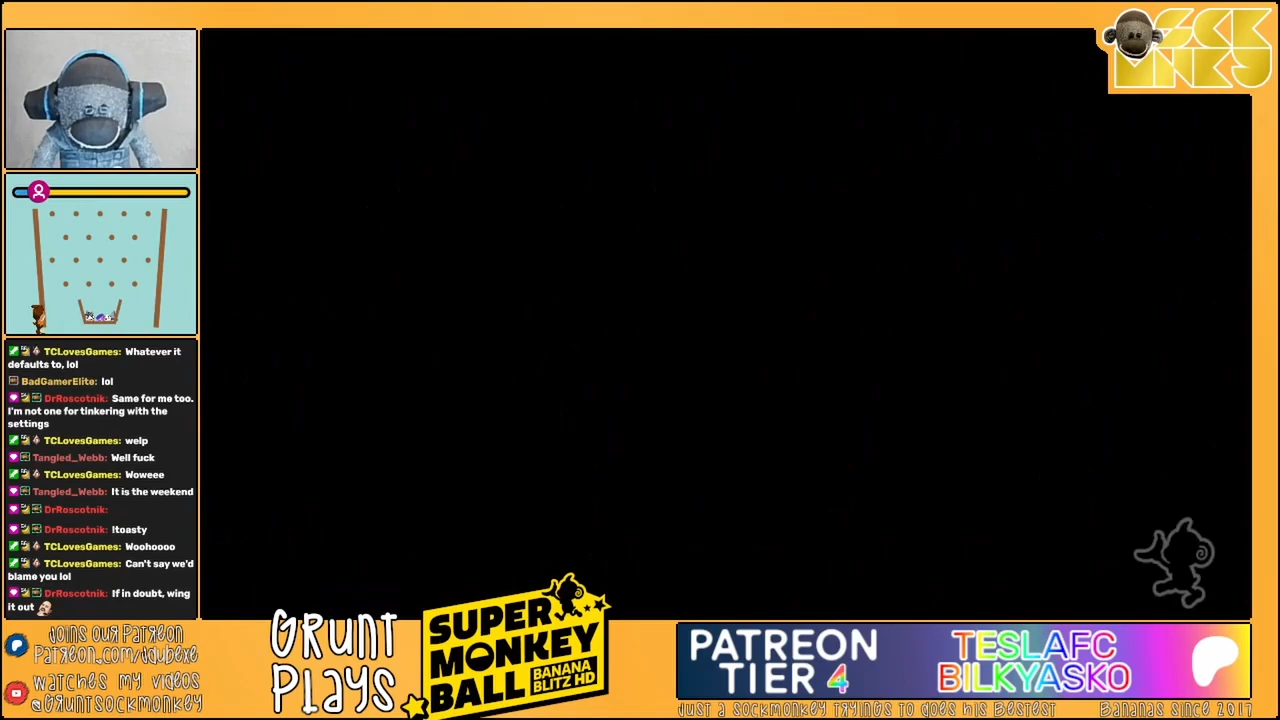 SCK
MNKY
TCLovesGames: Whatever it
defaults to, lol
BadGamerElite: lol
DrRoscotnik: Same for me too.
I'm not one for tinkering with the
settings
TCLovesGames: welp
Tangled_Webb: Well fuck
TCLovesGames: Woweee
Tangled_Webb: It is the weekend
DrRoscotnik:
DrRoscotnik: !toasty
TCLovesGames: Woohoooo
TCLovesGames: Can't say we'd
blame you lol
DrRoscotnik: If in doubt, wing
it out
Joins our Patreon
Patreon.com/ddubexe
Watches my videos
@Gruntsockmonkey
Grunt
Plays
SUPER
MONKEY
BALL
BANANA
BLITZ HD
PATREON
TIER 4
TESLAFC
BILKYASKO
Just a sockmonkey trying to does his bestest
Bananas since 2017